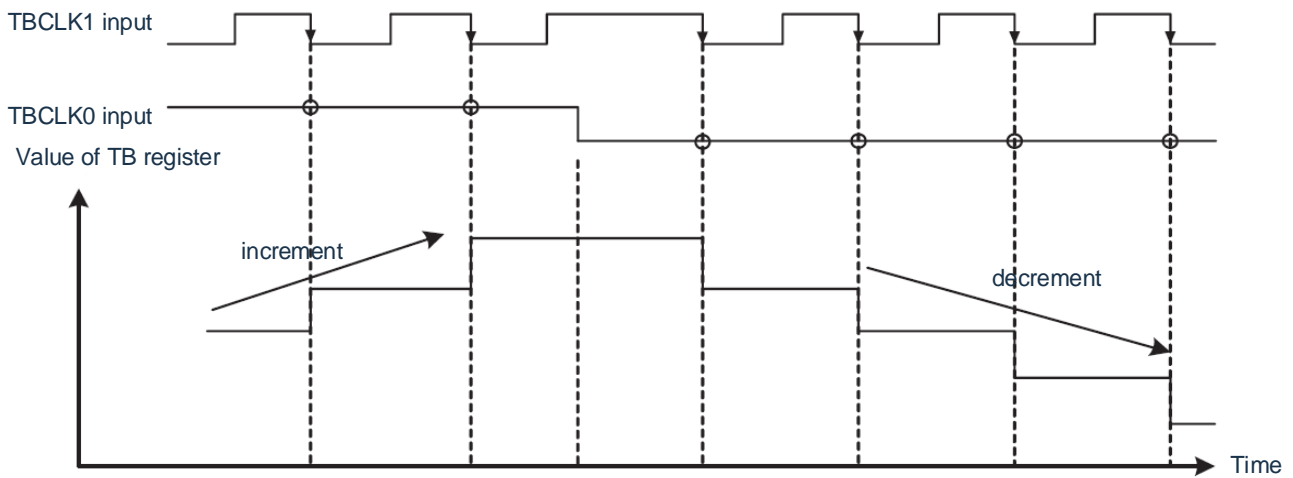 TBCLK1 input
TBCLK0 input
Value of TB register
increment
decrement
Time